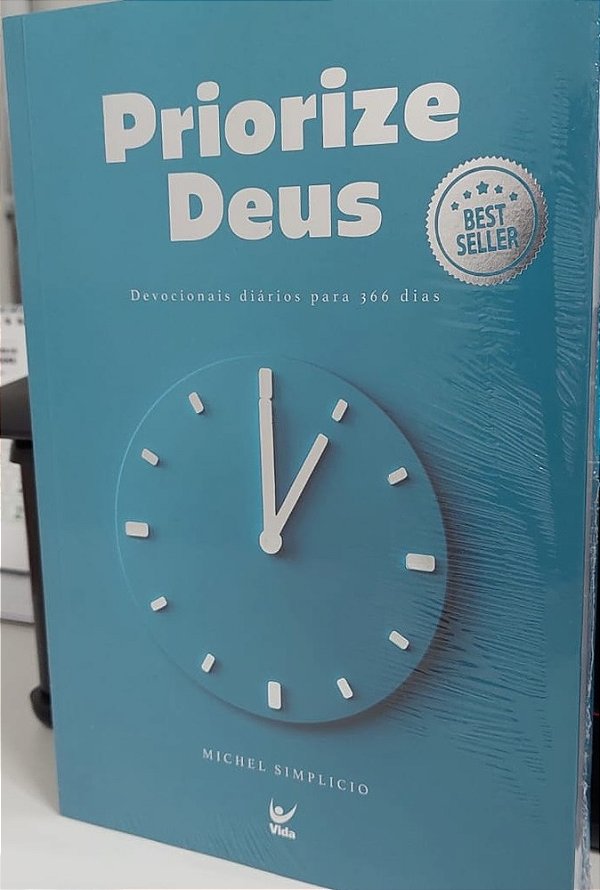 Priorize
Deus
BEST
SELLER
Devocionais diários para 366 dias
MICHEL SIMPLICIO
Vida